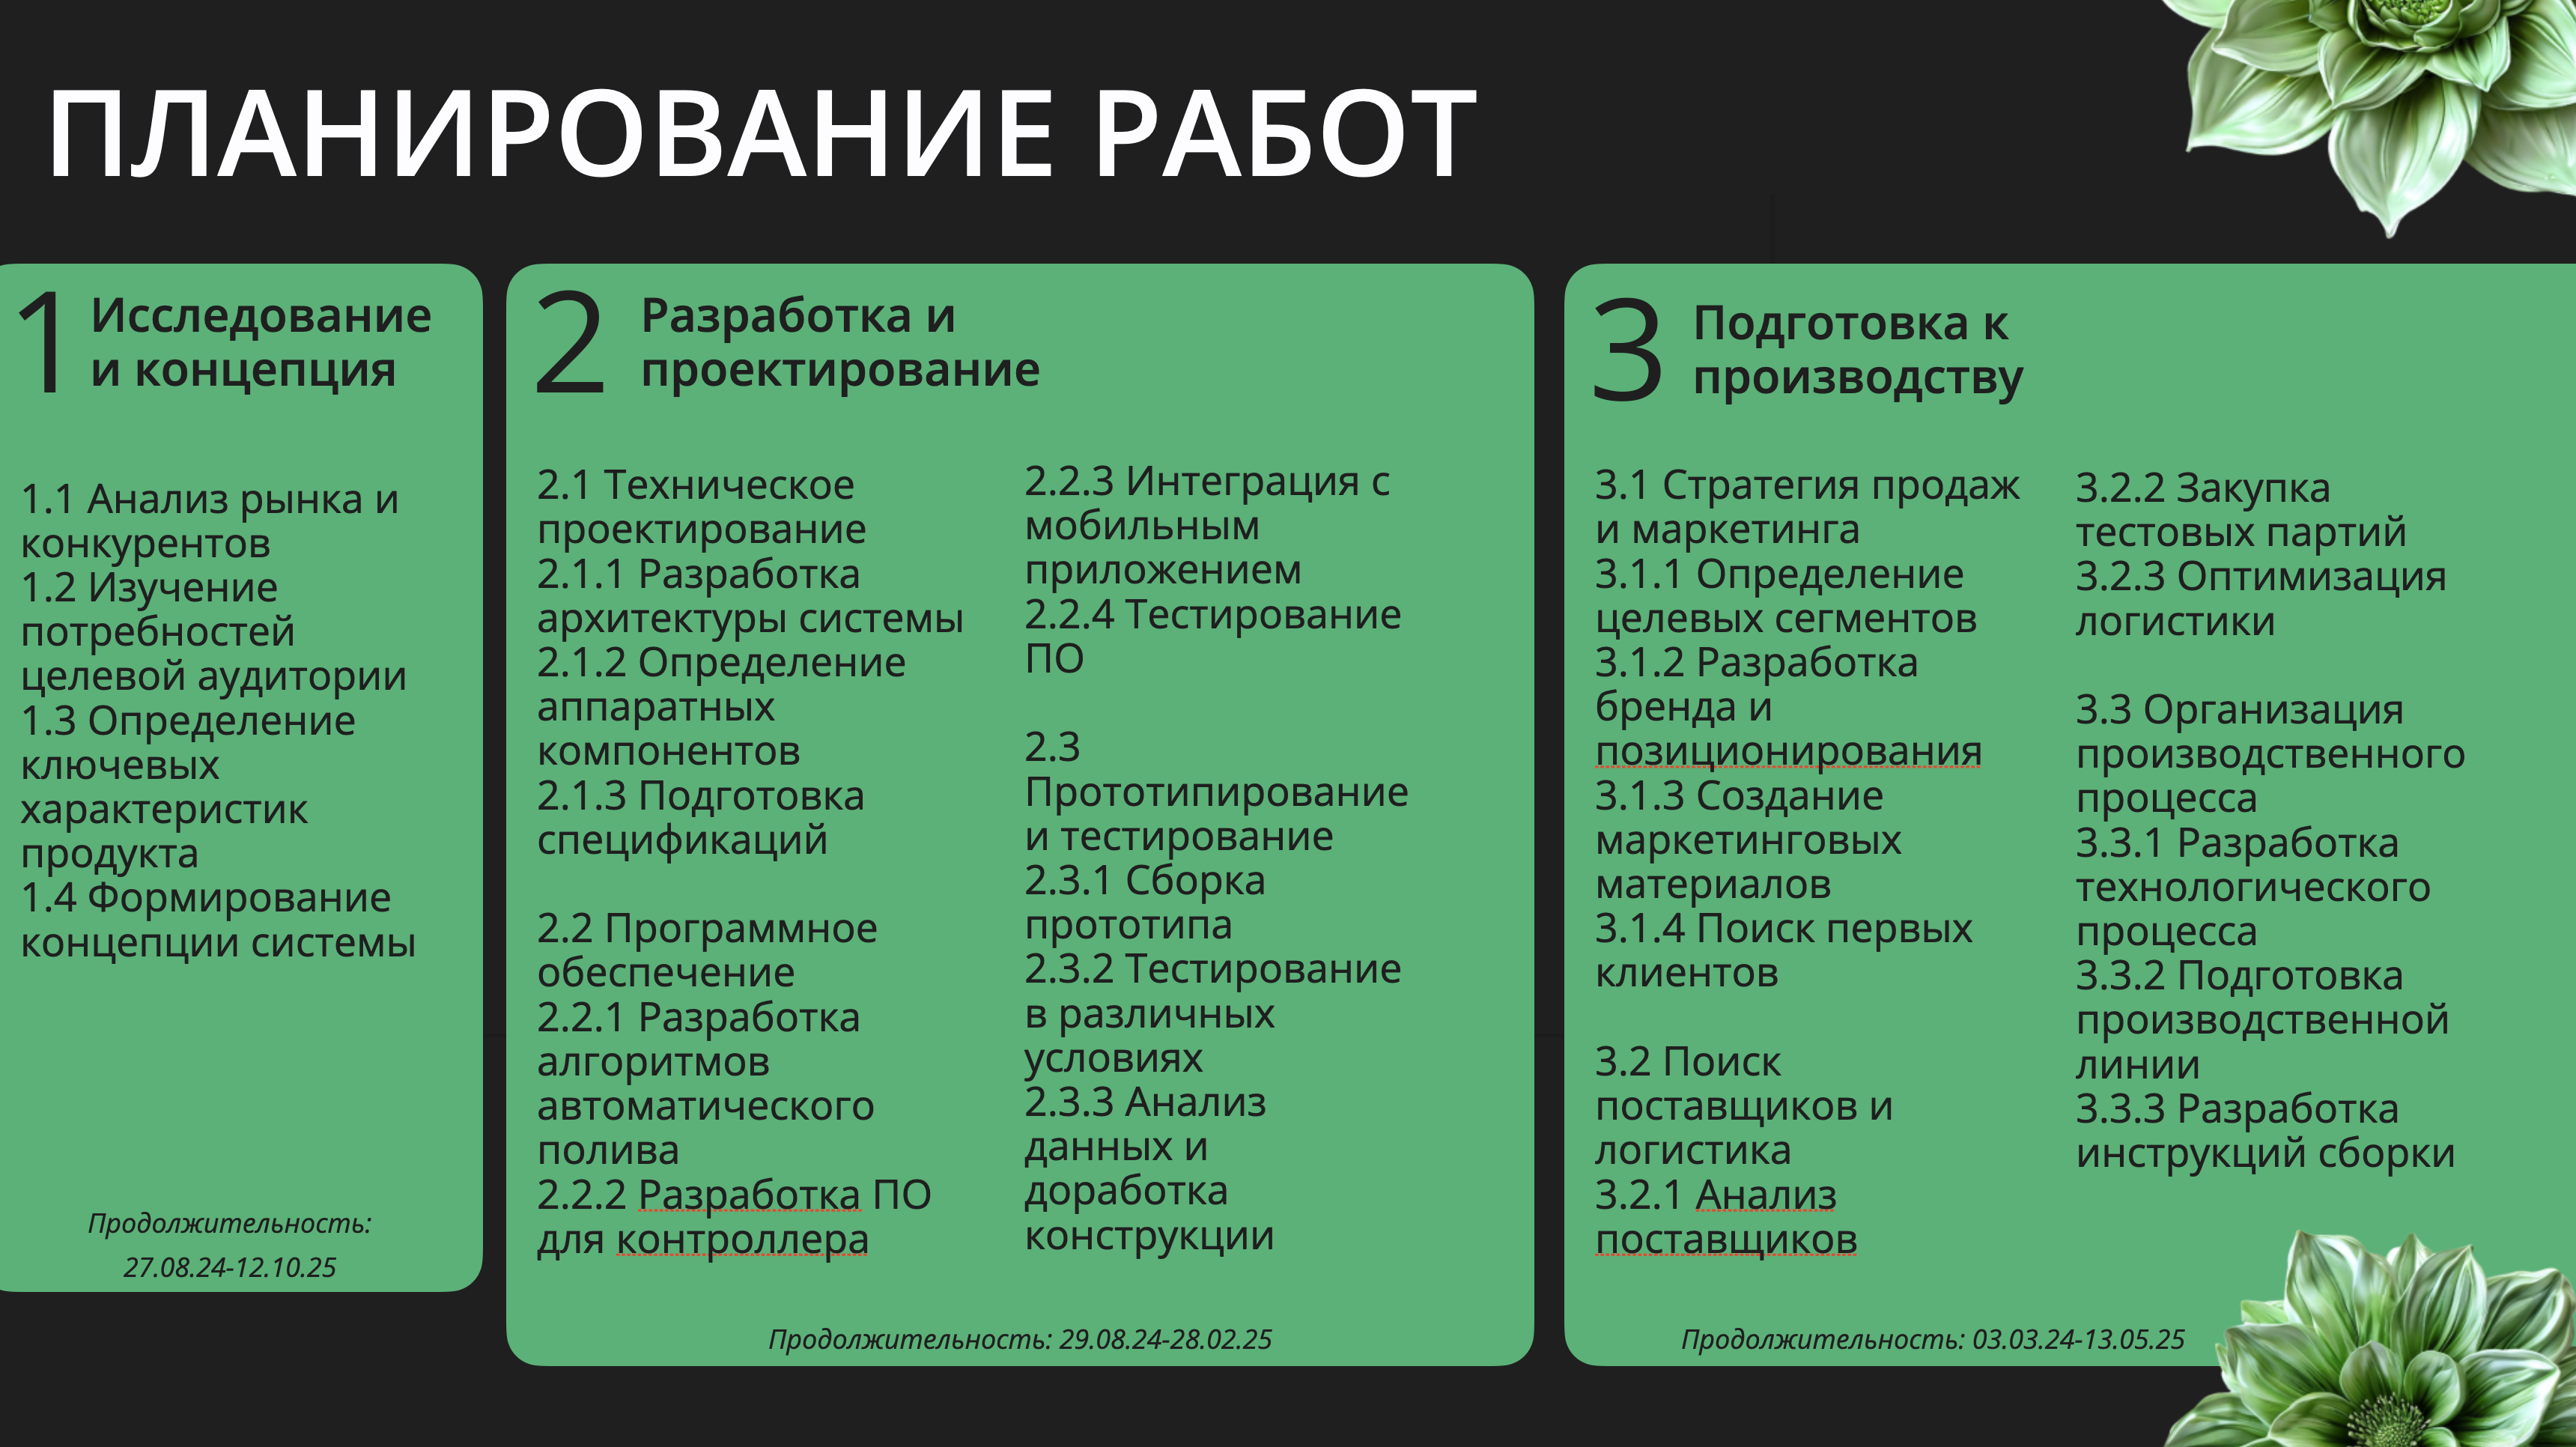 ПЛАНИРОВАНИЕ РАБОТ
1
Исследование
и концепция
1.1 Анализ рынка и
конкурентов
1.2 Изучение
потребностей
целевой аудитории
1.3 Определение
ключевых
характеристик
продукта
1.4 Формирование
концепции системы
Продолжительность:
27.08.24-12.10.25
2
Разработка и
проектирование
2.1 Техническое
проектирование
2.1.1 Разработка
архитектуры системы
2.1.2 Определение
аппаратных
компонентов
2.1.3 Подготовка
спецификаций
2.2 Программное
обеспечение
2.2.1 Разработка
алгоритмов
автоматического
полива
2.2.2 Разработка ПО
для контроллера
2.2.3 Интеграция с
мобильным
приложением
2.2.4 Тестирование
ПО
2.3
Прототипирование
и тестирование
2.3.1 Сборка
прототипа
2.3.2 Тестирование
в различных
условиях
2.3.3 Анализ
данных и
доработка
конструкции
Продолжительность: 29.08.24-28.02.25
3
Подготовка к
производству
3.1 Стратегия продаж
и маркетинга
3.1.1 Определение
целевых сегментов
3.1.2 Разработка
бренда и
позиционирования
3.1.3 Создание
маркетинговых
материалов
3.1.4 Поиск первых
клиентов
3.2 Поиск
поставщиков и
логистика
3.2.1 Анализ
поставщиков
3.2.2 Закупка
тестовых партий
3.2.3 Оптимизация
логистики
3.3 Организация
производственного
процесса
3.3.1 Разработка
технологического
процесса
3.3.2 Подготовка
производственной
линии
3.3.3 Разработка
инструкций сборки
Продолжительность: 03.03.24-13.05.25